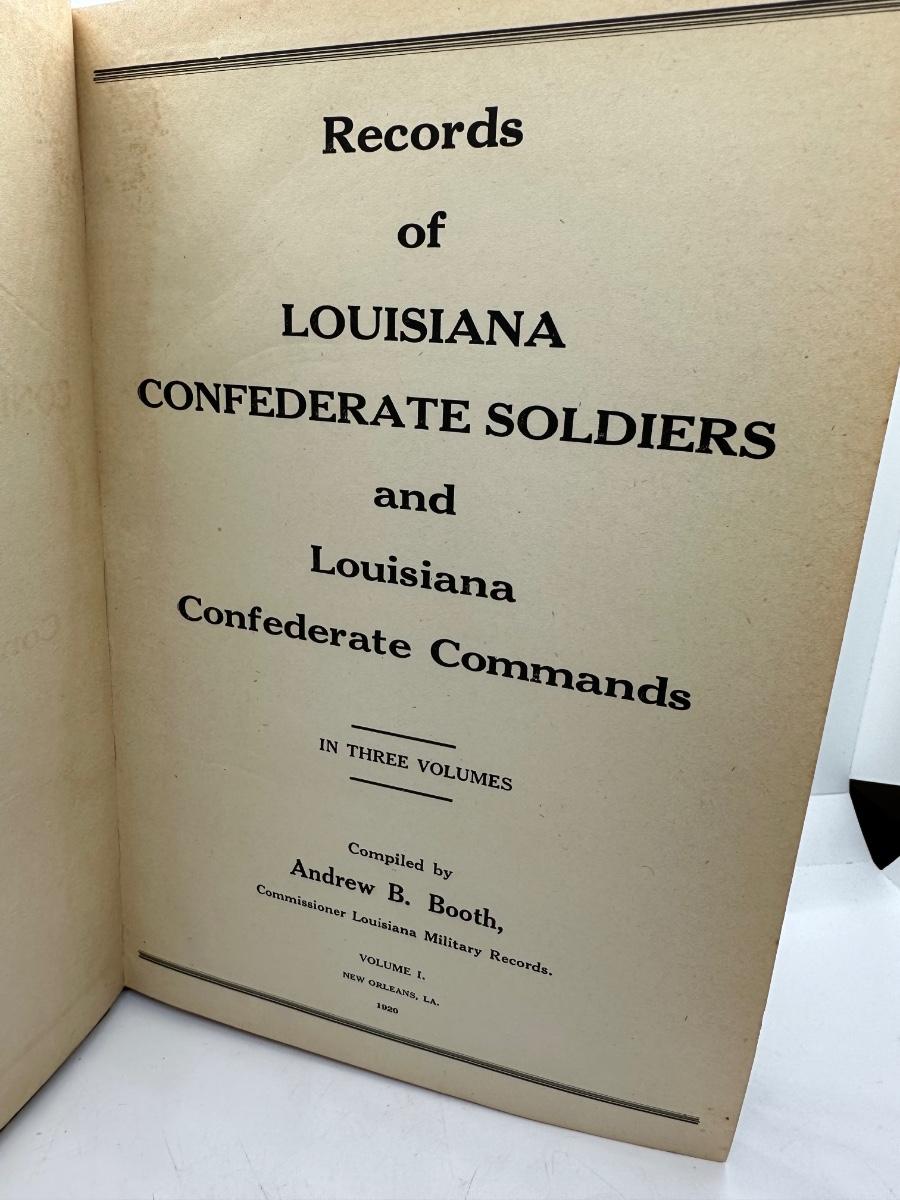 Records
of
LOUISIANA
CONFEDERATE SOLDIERS
and
Louisiana
Confederate Commands
IN THREE VOLUMES
Compiled by
Andrew B. Booth,
Commissioner Louisiana Military Records.
VOLUME I.
NEW ORLEANS, LA.
1920